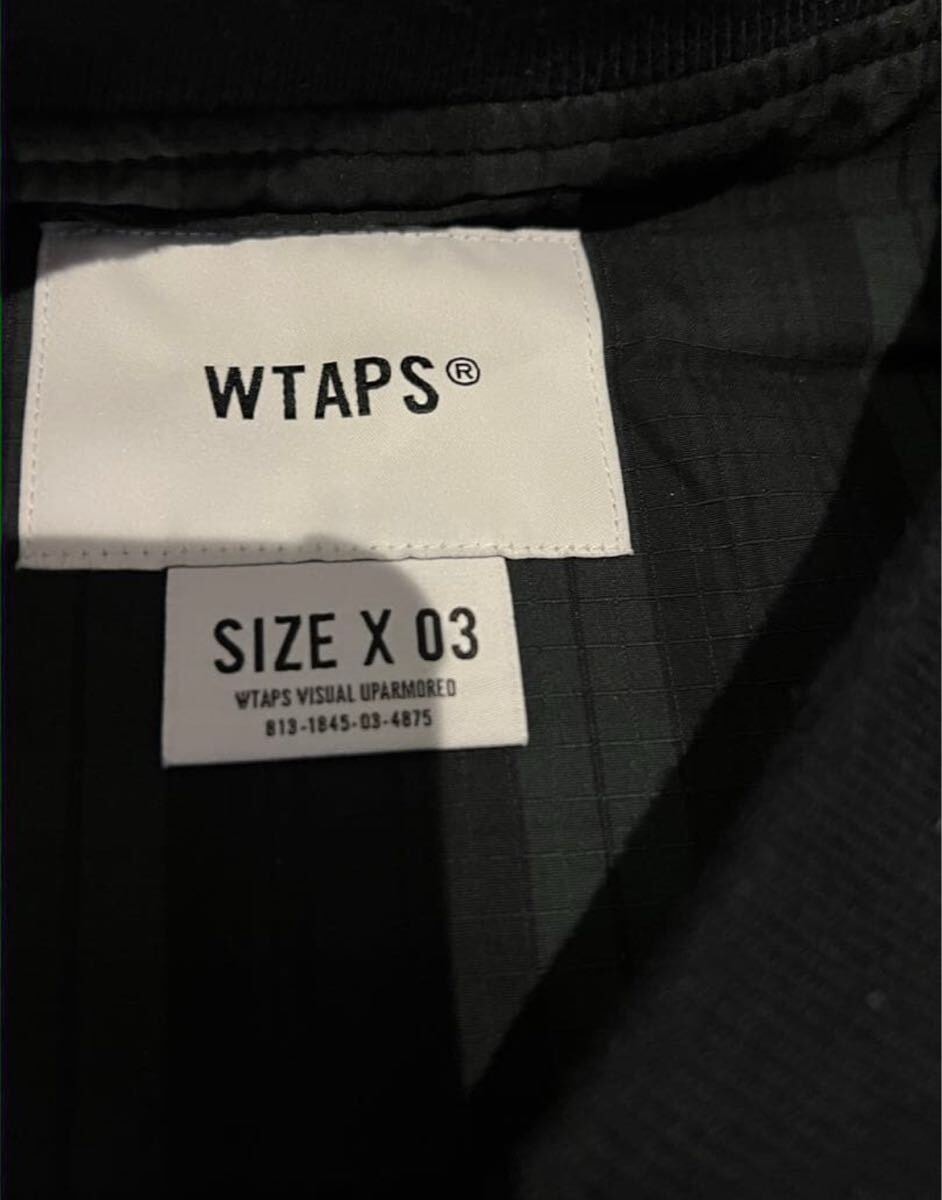 WTAPS®
SIZE X 03
WTAPS VISUAL UPARMORED
813-1845-03-4875